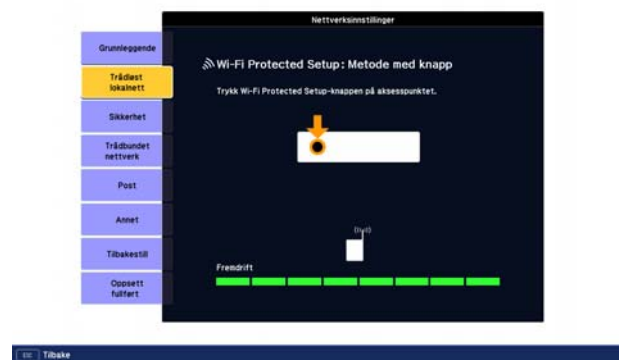 Nettverksinnstillinger
Grunnleggende
Trådløst
lokalnett
Sikkerhet
Trådbundet
nettverk
Post
Annet
Tilbakestill
Oppsett
fullført
Wi-Fi Protected Setup: Metode med knapp
Trykk Wi-Fi Protected Setup-knappen på aksesspunktet.
Fremdrift
Esc Tilbake